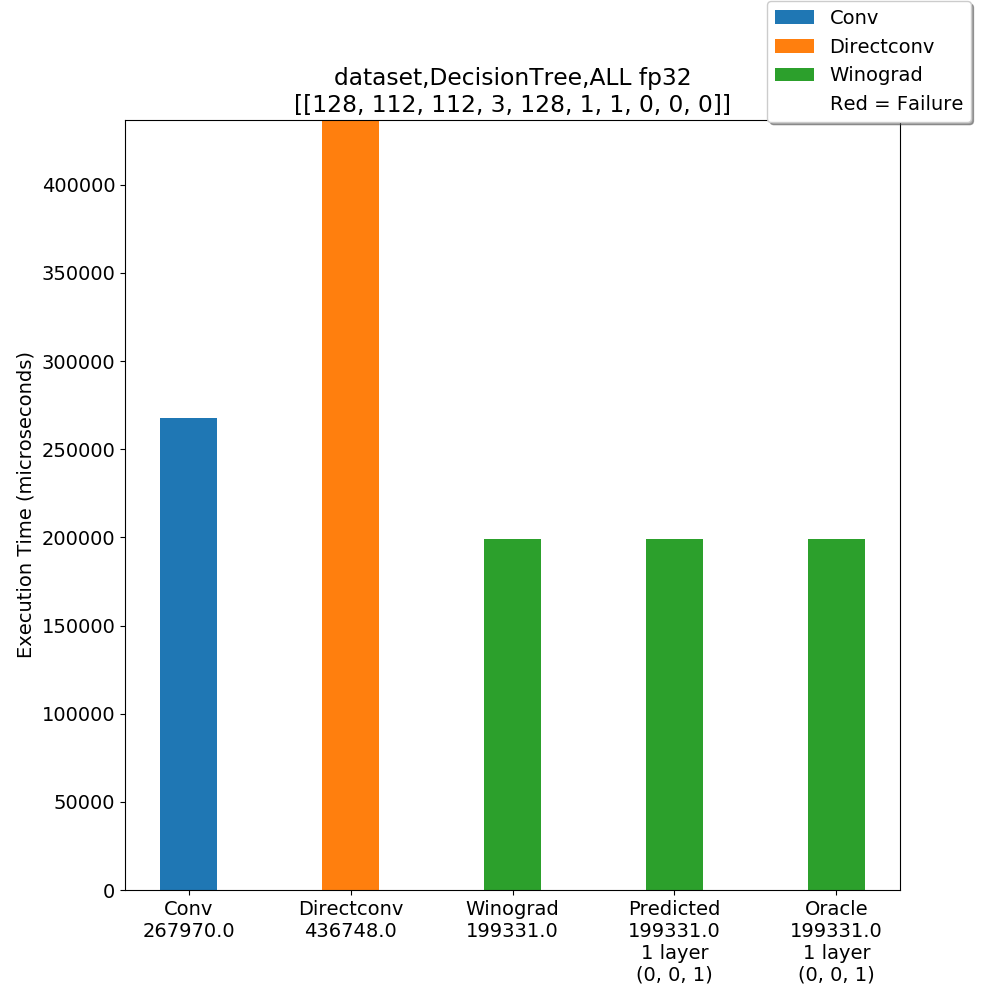 Conv
Directconv
Winograd
Red = Failure
dataset,DecisionTree,ALL fp32
[[128, 112, 112, 3, 128, 1, 1, 0, 0, 0]]
Execution Time (microseconds)
400000
350000
300000
250000
200000
150000
100000
50000
0
Conv
267970.0
Directconv
436748.0
Winograd
199331.0
Predicted
199331.0
1 layer
(0, 0, 1)
Oracle
199331.0
1 layer
(0, 0, 1)